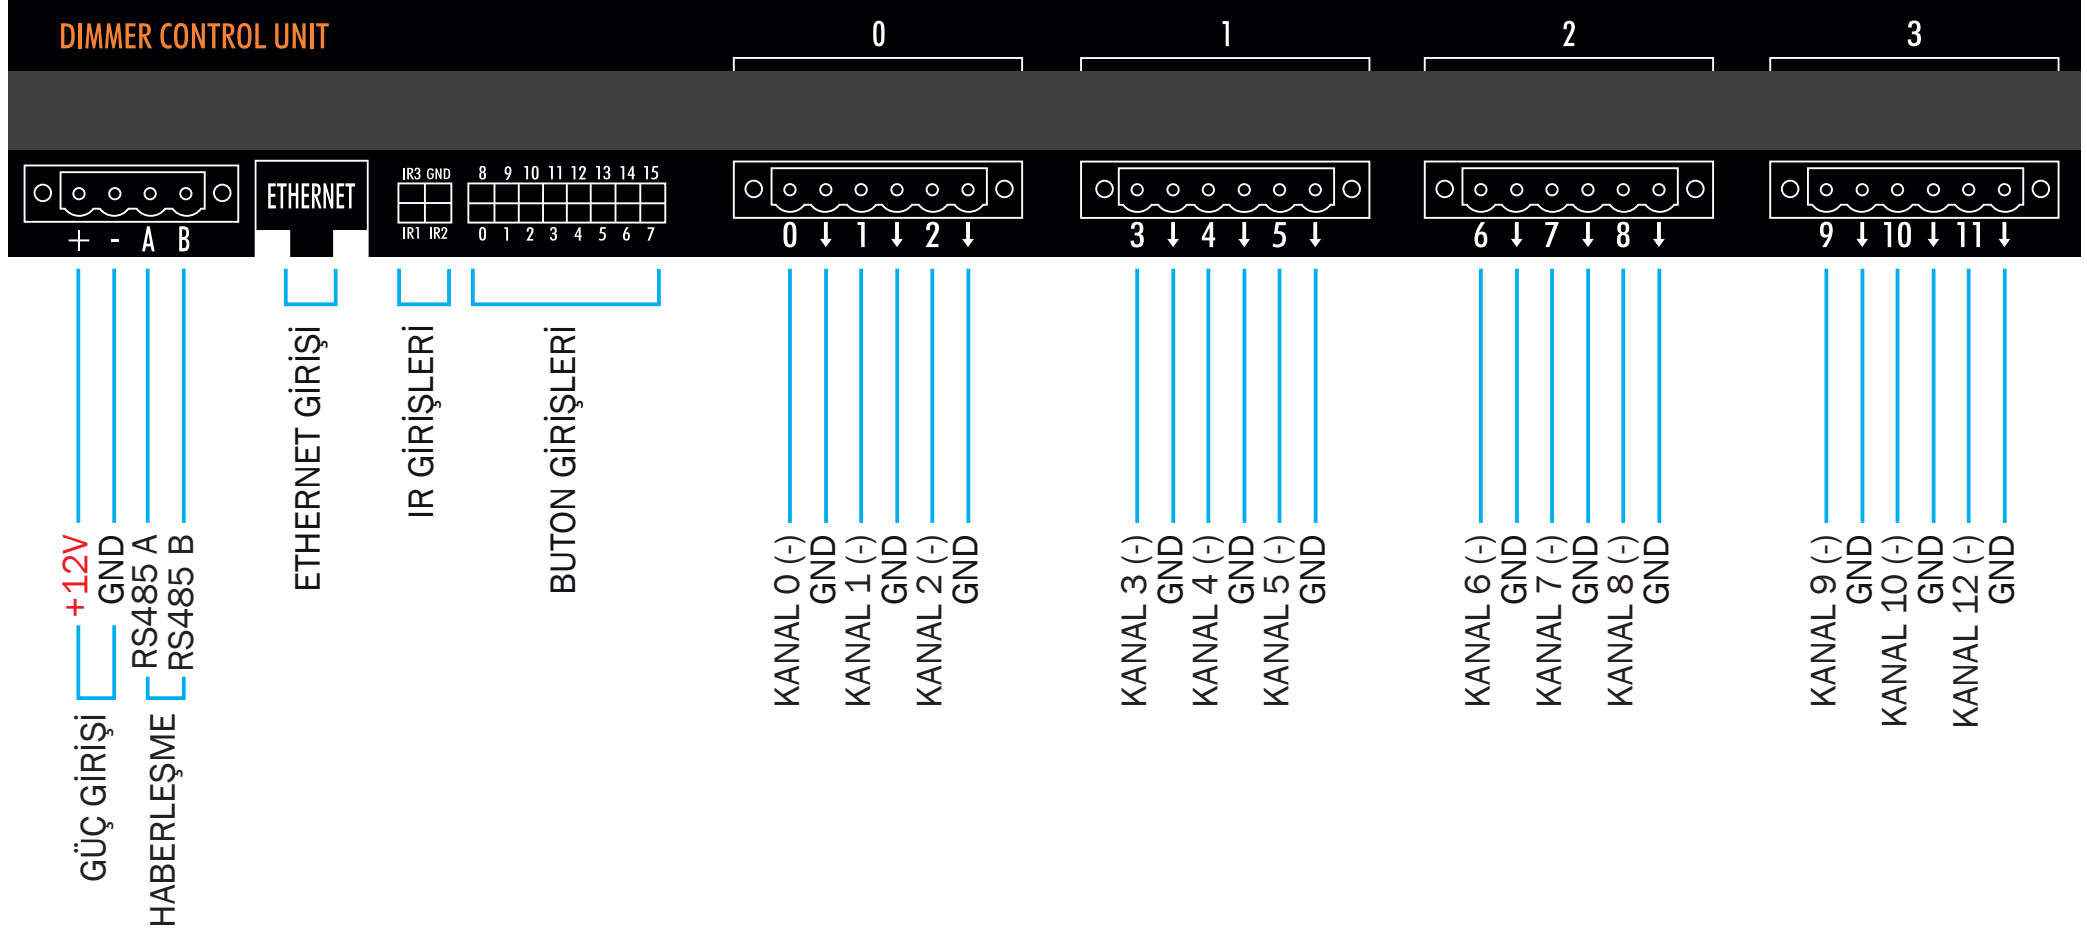 DIMMER CONTROL UNIT
0
1
2
3
ETHERNET
IR3 GND
8 9 10 11 12 13 14 15
IR1 IR2
0 1 2 3 4 5 6 7
+ - A B
0 ↓ 1 ↓ 2 ↓
3 ↓ 4 ↓ 5 ↓
6 ↓ 7 ↓ 8 ↓
9 ↓ 10 ↓ 11 ↓
+12V
GND
RS485 A
RS485 B
GÜÇ GİRİŞİ
HABERLEŞME
ETHERNET GİRİŞİ
IR GİRİŞLERİ
BUTON GİRİŞLERİ
KANAL 0 (-)
GND
KANAL 1 (-)
GND
KANAL 2 (-)
GND
KANAL 3 (-)
GND
KANAL 4 (-)
GND
KANAL 5 (-)
GND
KANAL 6 (-)
GND
KANAL 7 (-)
GND
KANAL 8 (-)
GND
KANAL 9 (-)
GND
KANAL 10 (-)
GND
KANAL 12 (-)
GND